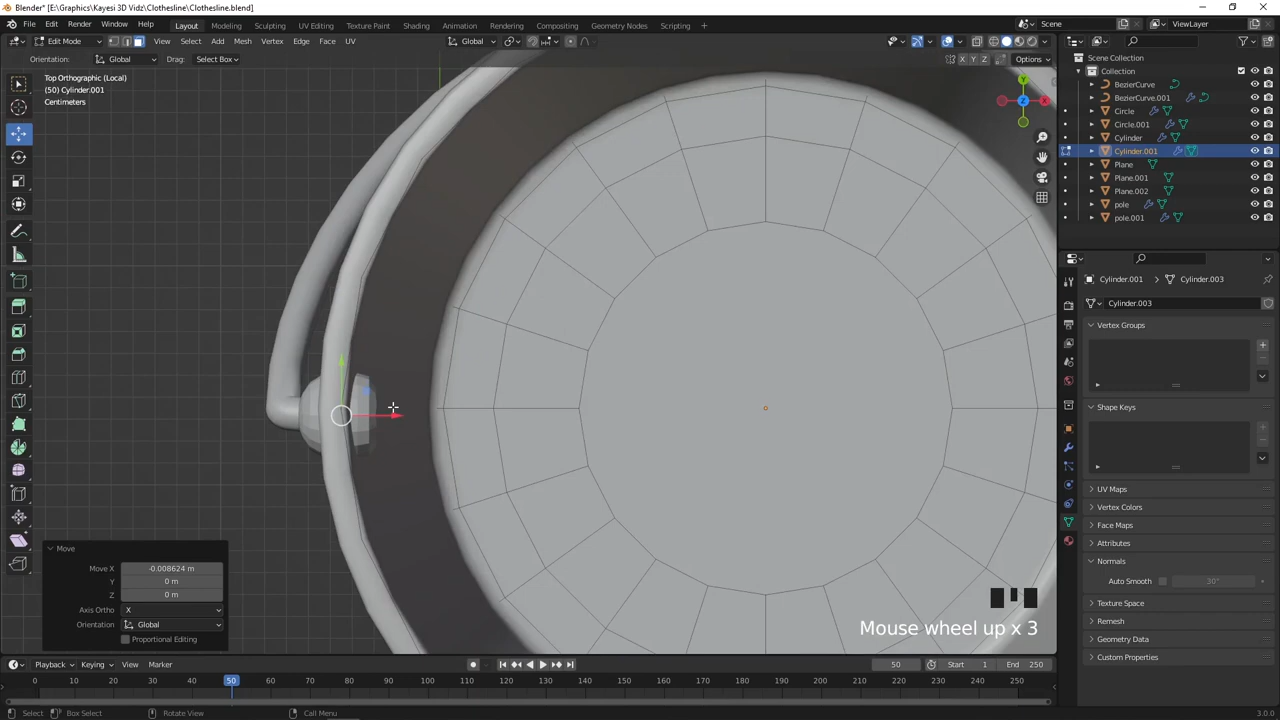 Blender* [E:\Graphics\Kayesi 3D Vidz\Clothesline\Clothesline.blend]
File Edit Render Window Help Layout Modeling Sculpting UV Editing Texture Paint Shading Animation Rendering Compositing Geometry Nodes Scripting Scene ViewLayer
Edit Mode View Select Add Mesh Vertex Edge Face UV Global
Orientation: Global Drag: Select Box X Y Z Options
Top Orthographic (Local)
(50) Cylinder.001
Centimeters
Y
X
Z
Scene Collection
Collection
BezierCurve
BezierCurve.001
Circle
Circle.001
Cylinder
Cylinder.001
Plane
Plane.001
Plane.002
pole
pole.001
Cylinder.001 Cylinder.003
Cylinder.003
Vertex Groups
Shape Keys
UV Maps
Vertex Colors
Face Maps
Attributes
Normals
Auto Smooth 30°
Texture Space
Remesh
Geometry Data
Custom Properties
Move
Move X -0.008624 m
Y 0 m
Z 0 m
Axis Ortho X
Orientation Global
Proportional Editing
Mouse wheel up x 3
Playback Keying View Marker 50 Start 1 End 250
0 10 20 30 40 50 60 70 80 90 100 110 120 130 140 150 160 170 180 190 200 210 220 230 240 250
Select Box Select Rotate View Call Menu 3.0.0